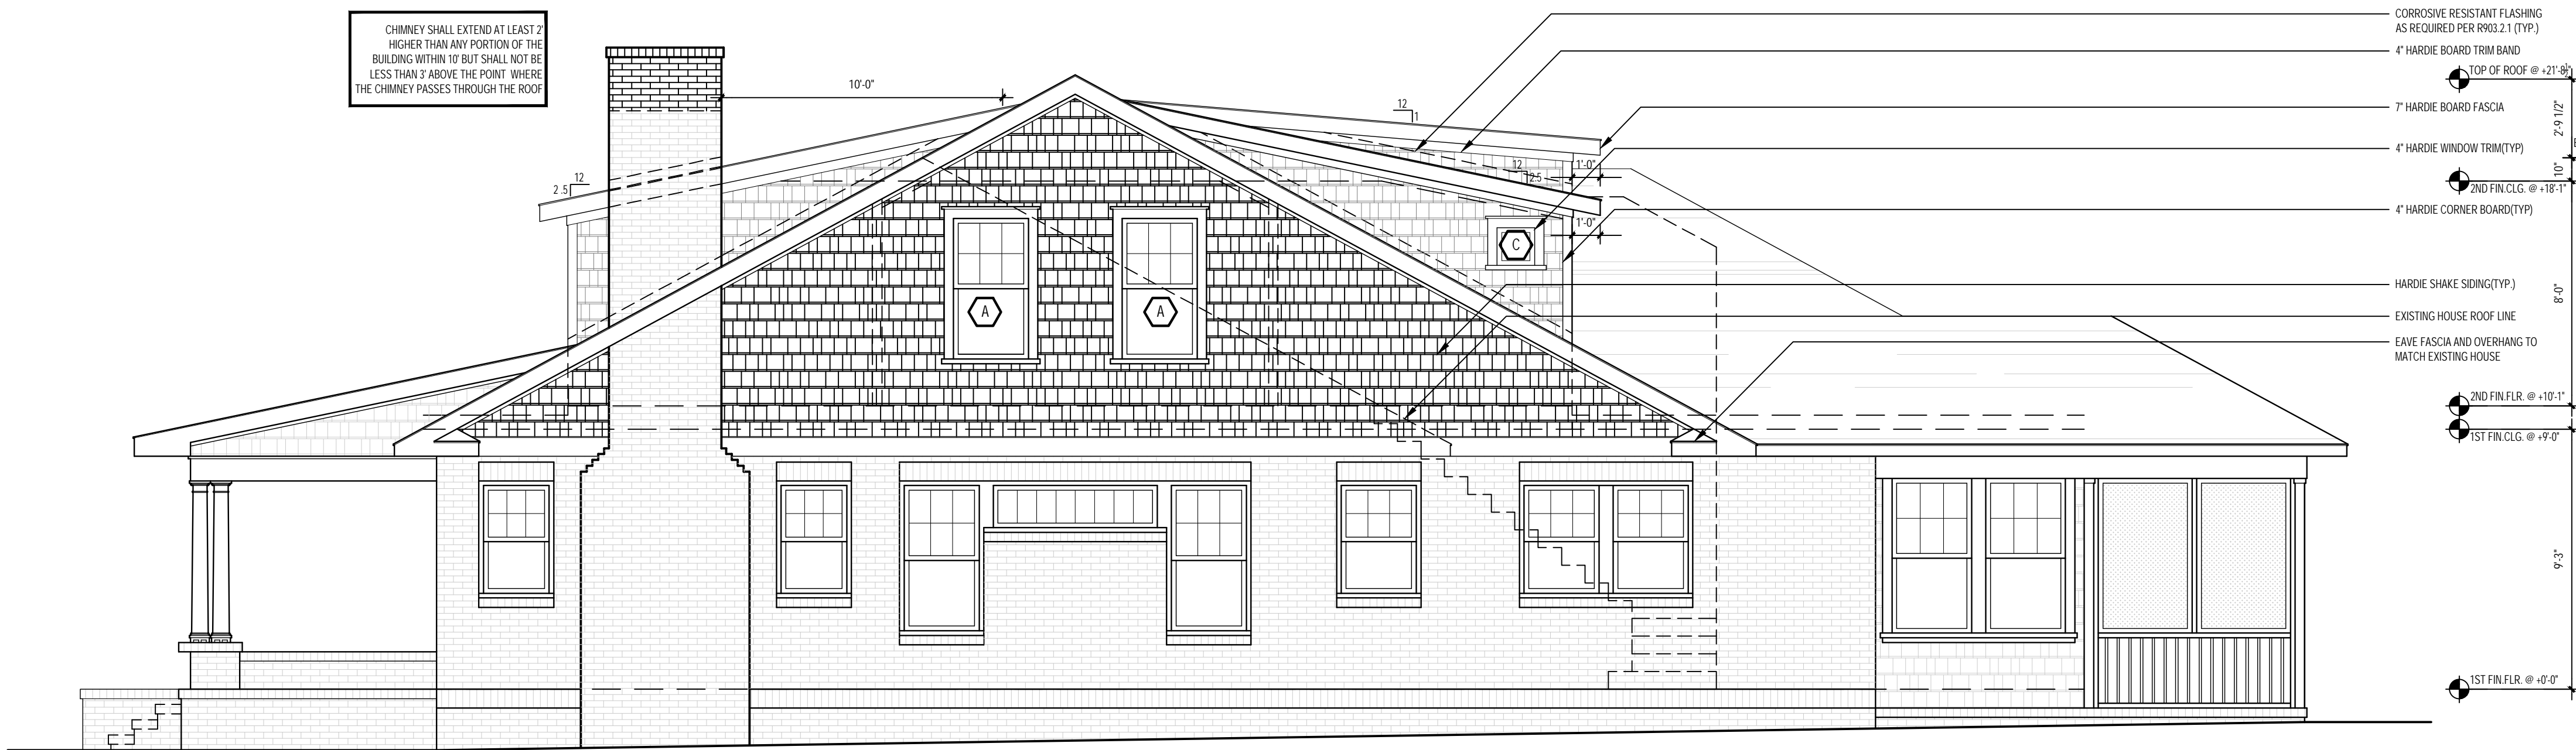 CHIMNEY SHALL EXTEND AT LEAST 2'
HIGHER THAN ANY PORTION OF THE
BUILDING WITHIN 10' BUT SHALL NOT BE
LESS THAN 3' ABOVE THE POINT WHERE
THE CHIMNEY PASSES THROUGH THE ROOF
10'-0"
12
1
12
2.5
12
2.5
1'-0"
1'-0"
A
A
C
CORROSIVE RESISTANT FLASHING
AS REQUIRED PER R903.2.1 (TYP.)
4" HARDIE BOARD TRIM BAND
TOP OF ROOF @ +21'-8½"
7" HARDIE BOARD FASCIA
4" HARDIE WINDOW TRIM(TYP)
2ND FIN.CLG. @ +18'-1"
4" HARDIE CORNER BOARD(TYP)
HARDIE SHAKE SIDING(TYP.)
EXISTING HOUSE ROOF LINE
EAVE FASCIA AND OVERHANG TO
MATCH EXISTING HOUSE
2ND FIN.FLR. @ +10'-1"
1ST FIN.CLG. @ +9'-0"
1ST FIN.FLR. @ +0'-0"
2'-9 1/2"
10"
8'-0"
9'-3"